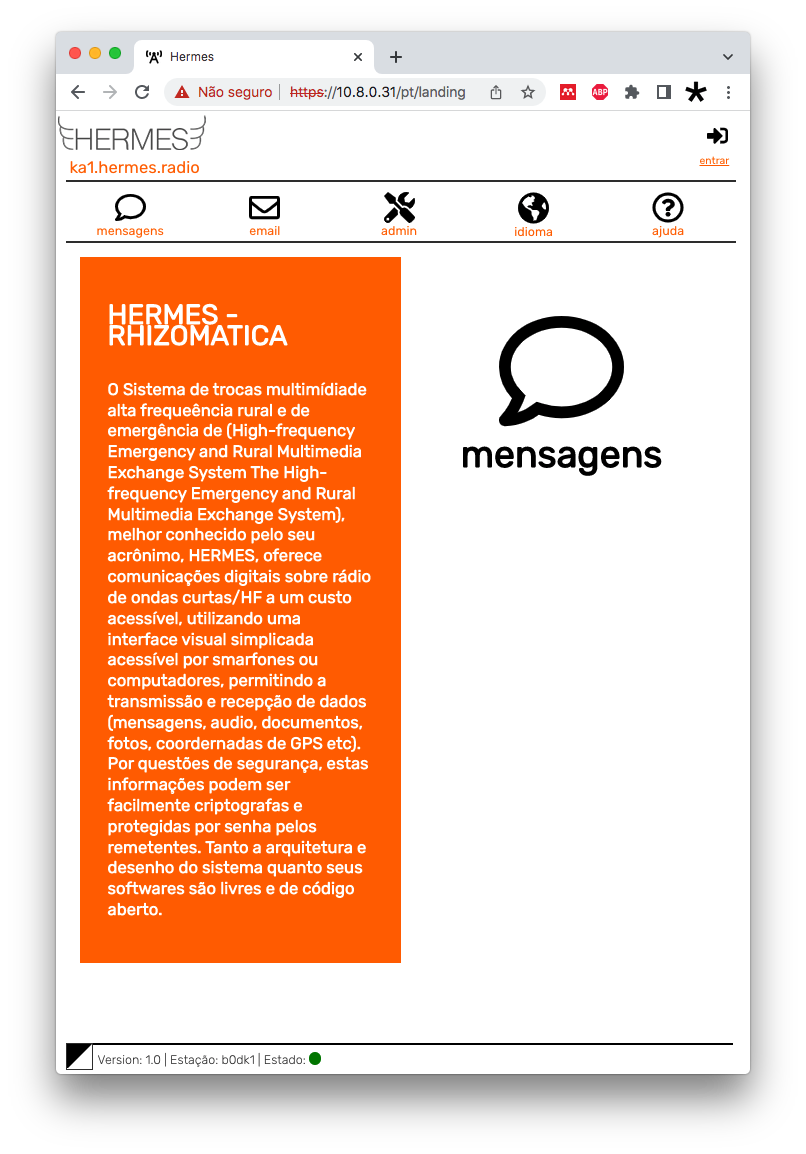 Hermes
Não seguro | https://10.8.0.31/pt/landing
ABP
HERMES
ka1.hermes.radio
entrar
mensagens email admin idioma ajuda
HERMES -
RHIZOMATICA
O Sistema de trocas multimídiade
alta frequeência rural e de
emergência de (High-frequency
Emergency and Rural Multimedia
Exchange System The High-
frequency Emergency and Rural
Multimedia Exchange System),
melhor conhecido pelo seu
acrônimo, HERMES, oferece
comunicações digitais sobre rádio
de ondas curtas/HF a um custo
acessível, utilizando uma
interface visual simplicada
acessível por smarfones ou
computadores, permitindo a
transmissão e recepção de dados
(mensagens, audio, documentos,
fotos, coordernadas de GPS etc).
Por questões de segurança, estas
informações podem ser
facilmente criptografas e
protegidas por senha pelos
remetentes. Tanto a arquitetura e
desenho do sistema quanto seus
softwares são livres e de código
aberto.
mensagens
Version: 1.0 | Estação: b0dk1 | Estado: